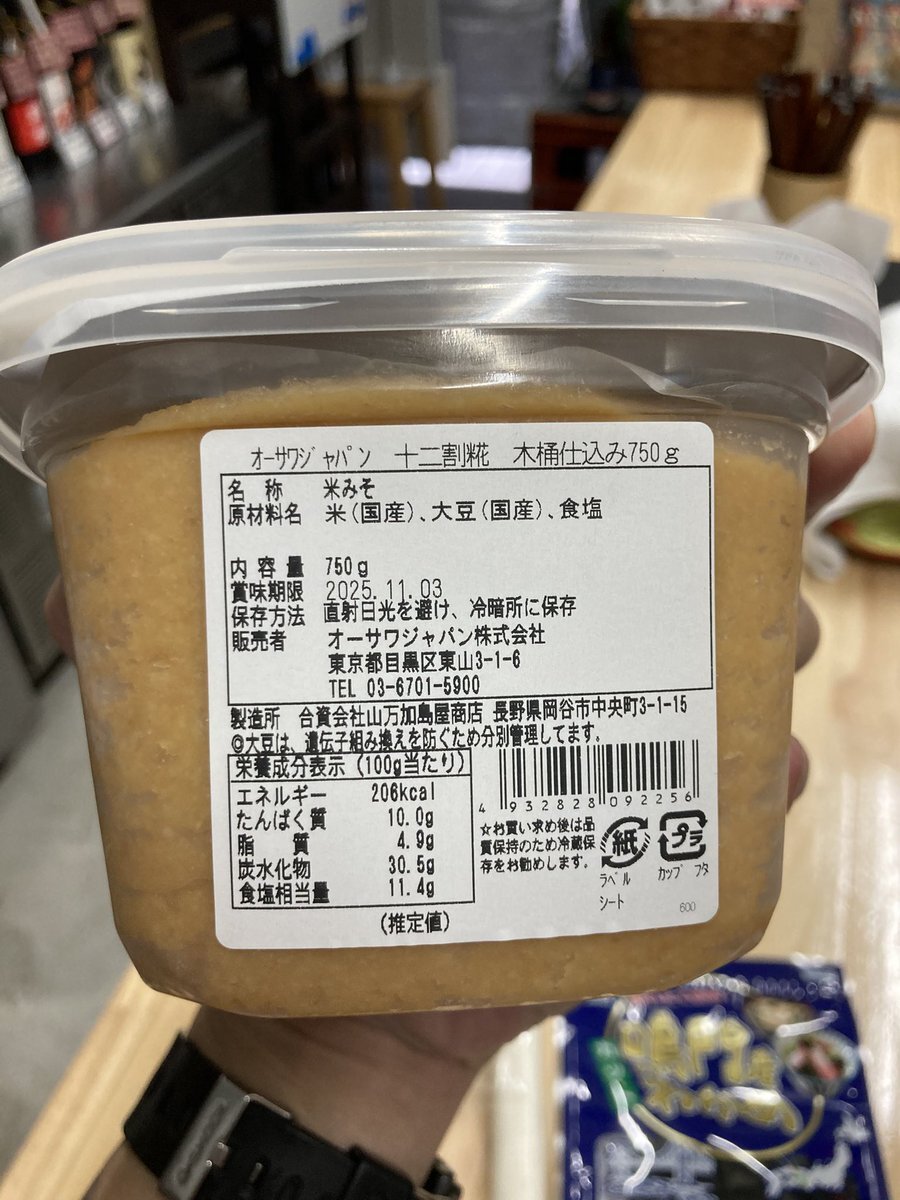 オーサワジャパン 十二割糀 木桶仕込み750g
名 称 米みそ
原材料名 米(国産)、大豆(国産)、食塩
内 容 量 750g
賞味期限 2025.11.03
保存方法 直射日光を避け、冷暗所に保存
販売者 オーサワジャパン株式会社
東京都目黒区東山3-1-6
TEL 03-6701-5900
製造所 合資会社山万加島屋商店 長野県岡谷市中央町3-1-15
◎大豆は、遺伝子組み換えを防ぐため分別管理してます。
栄養成分表示(100g当たり)
エネルギー 206kcal
たんぱく質 10.0g
脂 質 4.9g
炭水化物 30.5g
食塩相当量 11.4g
(推定値)
4 932828 092256
☆お買い求め後は品
質保持のため冷蔵保
存をお勧めします。
紙
ラベル
シート
プラ
カップ フタ
600